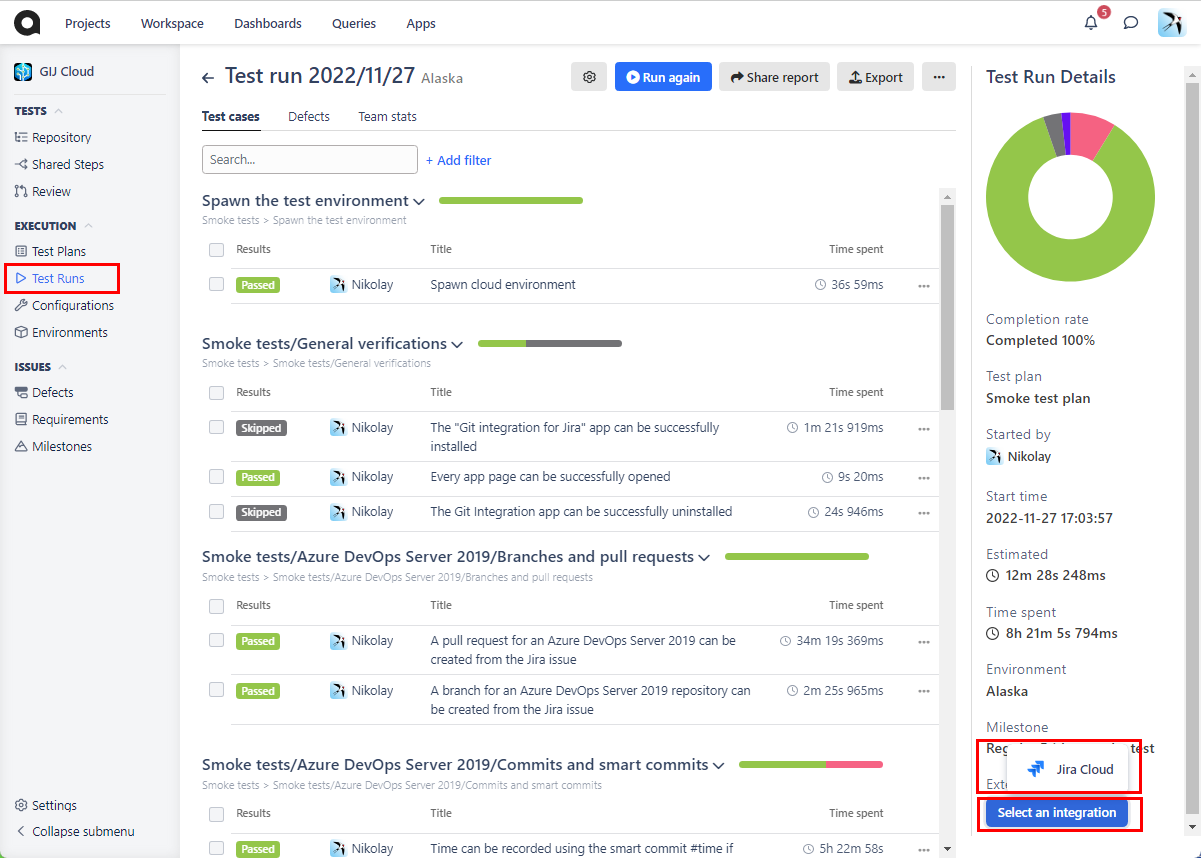 Projects Workspace Dashboards Queries Apps 5
GIJ Cloud
TESTS
Repository
Shared Steps
Review
EXECUTION
Test Plans
Test Runs
Configurations
Environments
ISSUES
Defects
Requirements
Milestones
Settings
Collapse submenu
Test run 2022/11/27 Alaska
Run again Share report Export
Test cases Defects Team stats
Search... + Add filter
Spawn the test environment
Smoke tests > Spawn the test environment
Results Title Time spent
Passed Nikolay Spawn cloud environment 36s 59ms
Smoke tests/General verifications
Smoke tests > Smoke tests/General verifications
Results Title Time spent
Skipped Nikolay The "Git integration for Jira" app can be successfully 1m 21s 919ms
installed
Passed Nikolay Every app page can be successfully opened 9s 20ms
Skipped Nikolay The Git Integration app can be successfully uninstalled 24s 946ms
Smoke tests/Azure DevOps Server 2019/Branches and pull requests
Smoke tests > Smoke tests/Azure DevOps Server 2019/Branches and pull requests
Results Title Time spent
Passed Nikolay A pull request for an Azure DevOps Server 2019 can be 34m 19s 369ms
created from the Jira issue
Passed Nikolay A branch for an Azure DevOps Server 2019 repository can 2m 25s 965ms
be created from the Jira issue
Smoke tests/Azure DevOps Server 2019/Commits and smart commits
Smoke tests > Smoke tests/Azure DevOps Server 2019/Commits and smart commits
Results Title Time spent
Passed Nikolay Time can be recorded using the smart commit #time if 5h 22m 58s
Test Run Details
Completion rate
Completed 100%
Test plan
Smoke test plan
Started by
Nikolay
Start time
2022-11-27 17:03:57
Estimated
12m 28s 248ms
Time spent
8h 21m 5s 794ms
Environment
Alaska
Milestone
test
Jira Cloud
Select an integration